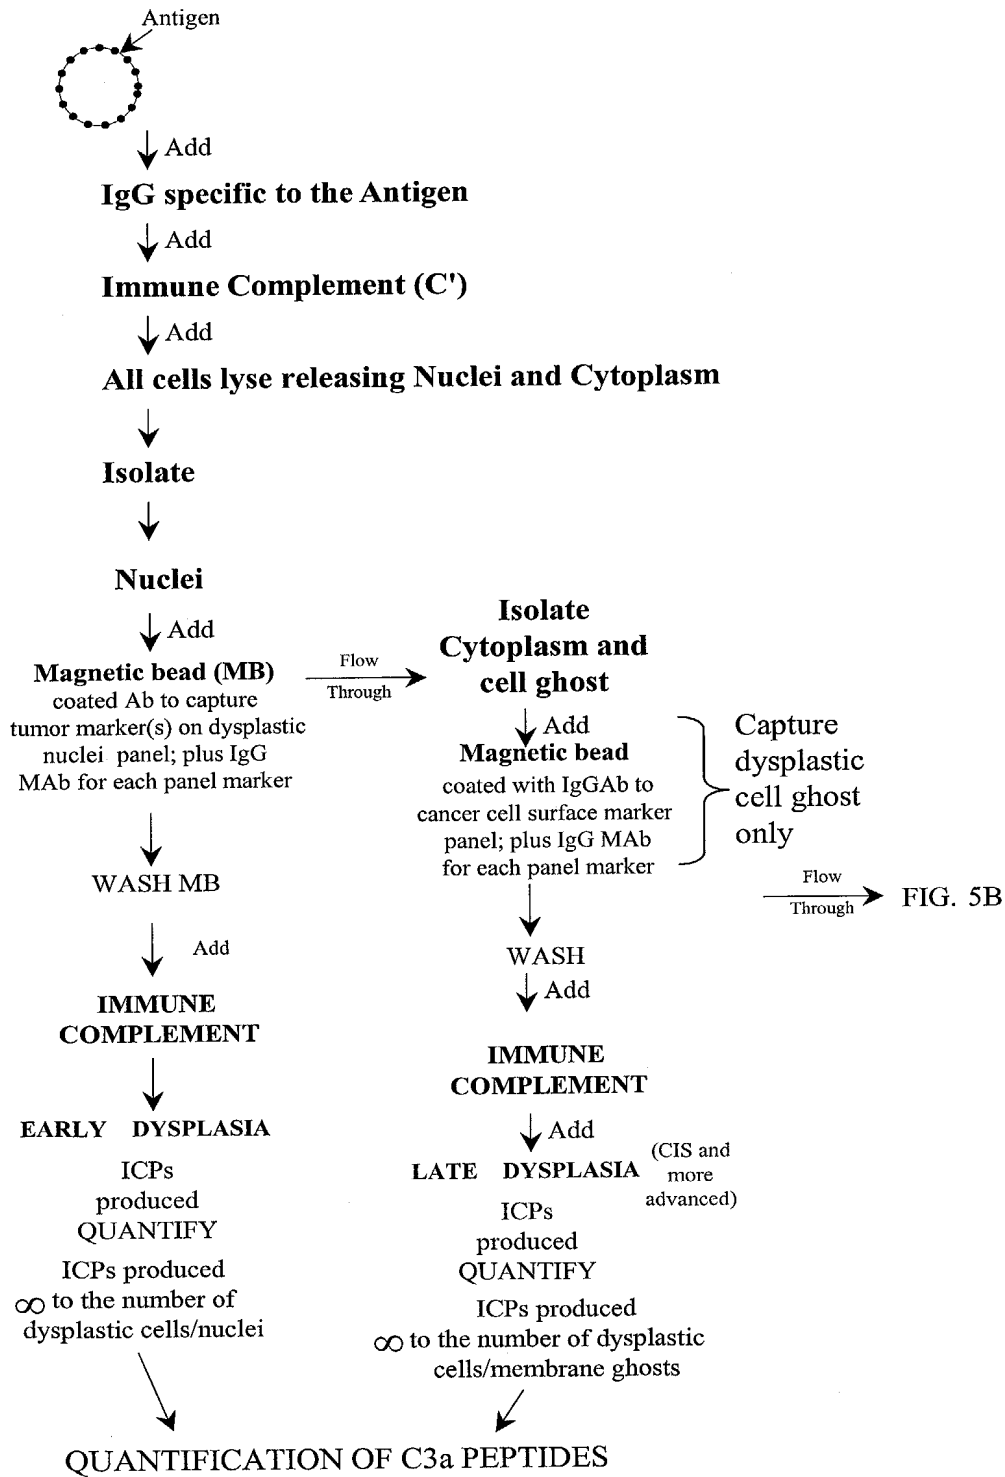 Antigen
Add
IgG specific to the Antigen
Add
Immune Complement (C')
Add
All cells lyse releasing Nuclei and Cytoplasm
Isolate
Nuclei
Add
Magnetic bead (MB)
coated Ab to capture
tumor marker(s) on dysplastic
nuclei panel; plus IgG
MAb for each panel marker
WASH MB
Add
IMMUNE
COMPLEMENT
EARLY DYSPLASIA
ICPs
produced
QUANTIFY
ICPs produced
∞ to the number of
dysplastic cells/nuclei
Flow
Through
Isolate
Cytoplasm and
cell ghost
Add
Magnetic bead
coated with IgGAb to
cancer cell surface marker
panel; plus IgG MAb
for each panel marker
Capture
dysplastic
cell ghost
only
Flow
Through
FIG. 5B
WASH
Add
IMMUNE
COMPLEMENT
Add
LATE DYSPLASIA
(CIS and
more
advanced)
ICPs
produced
QUANTIFY
ICPs produced
∞ to the number of dysplastic
cells/membrane ghosts
QUANTIFICATION OF C3a PEPTIDES